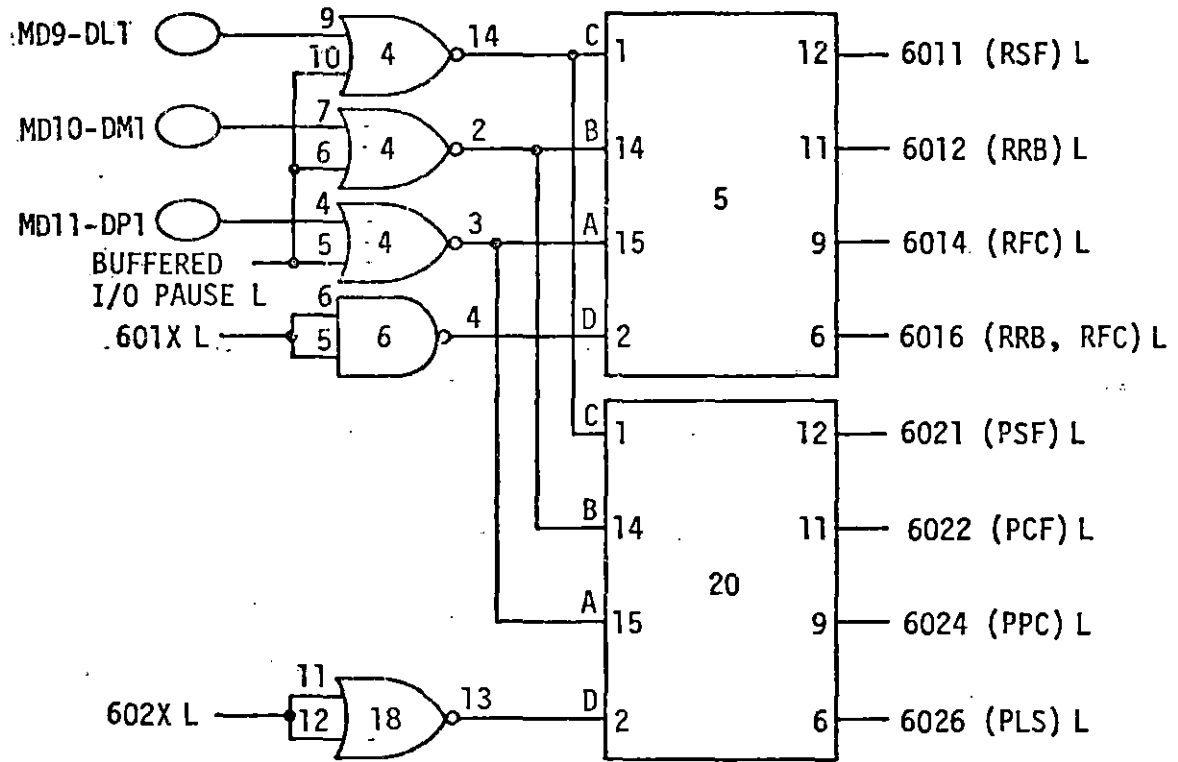 MD9-DLT 9 4 14 C 1 12 6011 (RSF) L
10
MD10-DM1 7 4 2 B 14 11 6012 (RRB) L
6
5
MD11-DP1 4 4 3 A 15 9 6014 (RFC) L
5
BUFFERED
I/O PAUSE L
601X L 6 5 6 4 D 2 6 6016 (RRB, RFC) L
C 1 12 6021 (PSF) L
B 14 11 6022 (PCF) L
20
A 15 9 6024 (PPC) L
602X L 11 12 18 13 D 2 6 6026 (PLS) L